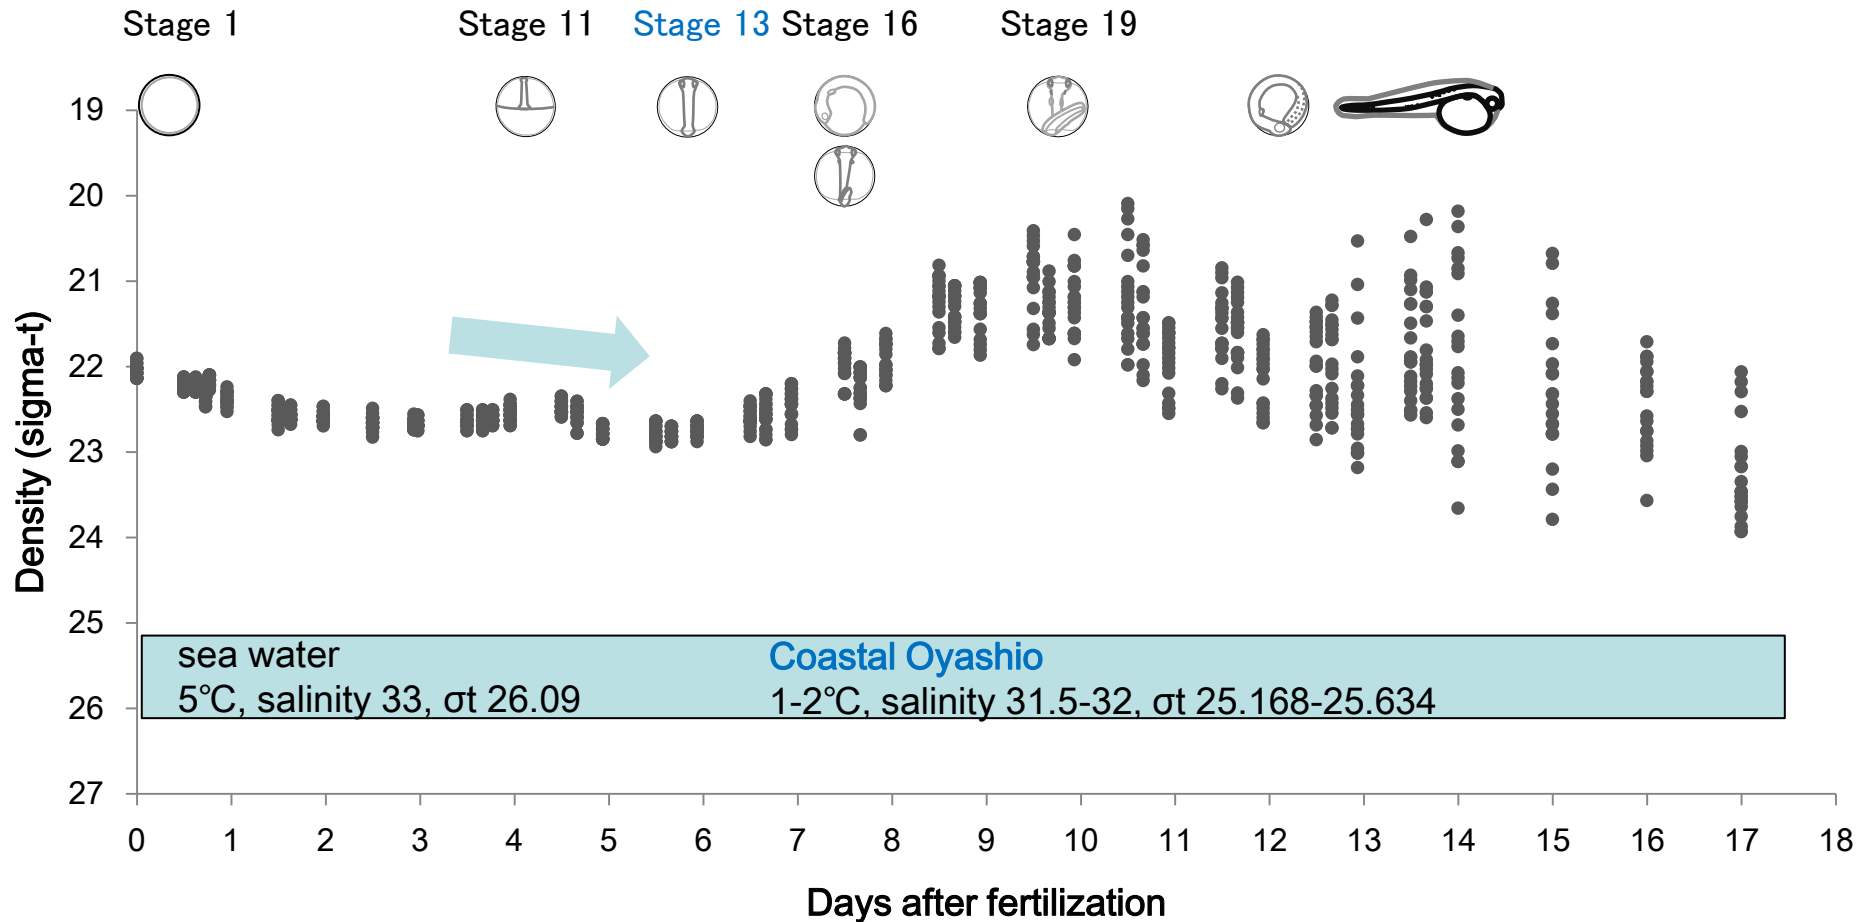 Stage 1
Stage 11
Stage 13
Stage 16
Stage 19
19
20
21
22
23
24
25
26
27
Density (sigma-t)
sea water
5℃, salinity 33, σt 26.09
Coastal Oyashio
1-2℃, salinity 31.5-32, σt 25.168-25.634
0 1 2 3 4 5 6 7 8 9 10 11 12 13 14 15 16 17 18
Days after fertilization